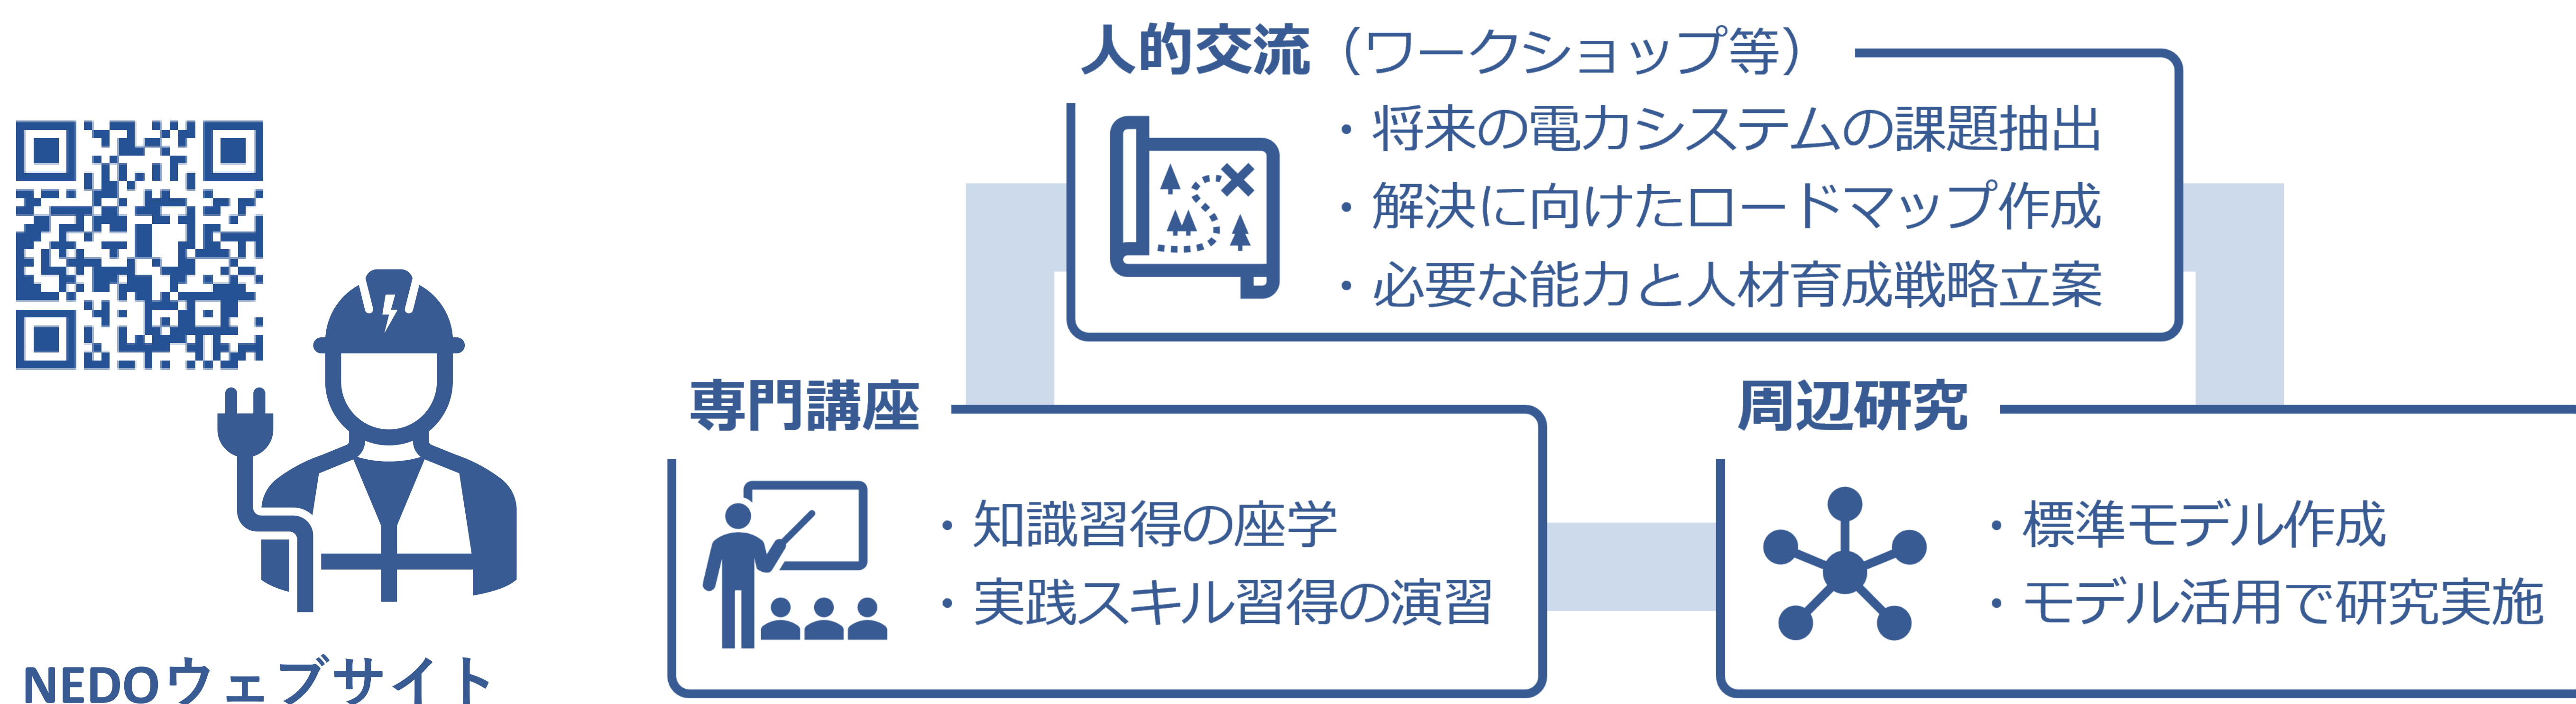 人的交流（ワークショップ等）
・将来の電力システムの課題抽出
・解決に向けたロードマップ作成
・必要な能力と人材育成戦略立案
専門講座
・知識習得の座学
・実践スキル習得の演習
周辺研究
・標準モデル作成
・モデル活用で研究実施
NEDOウェブサイト